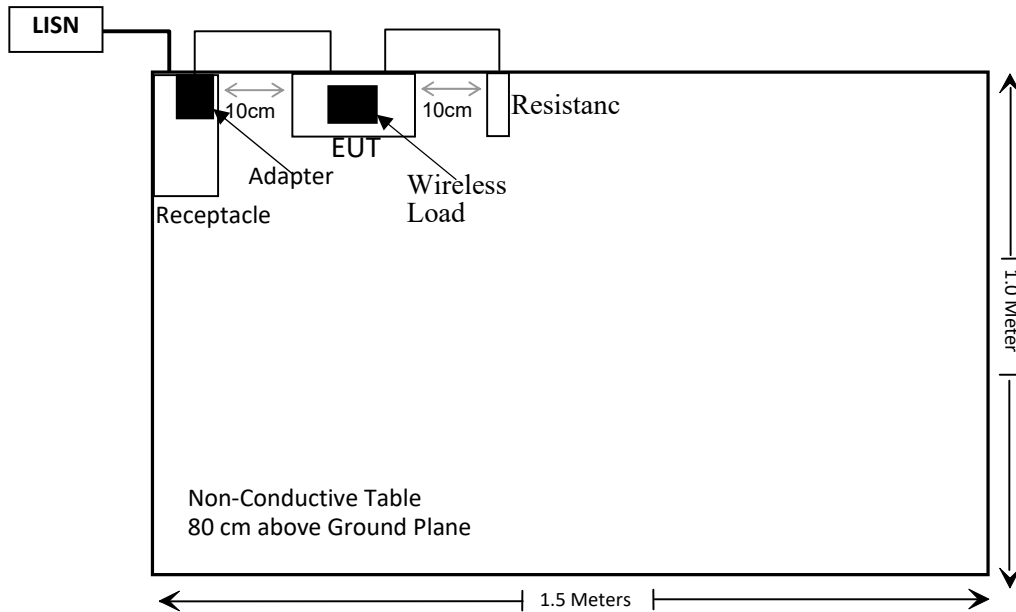 LISN
10cm
10cm
Resistanc
EUT
Adapter
Wireless
Load
Receptacle
1.0 Meter
Non-Conductive Table
80 cm above Ground Plane
1.5 Meters